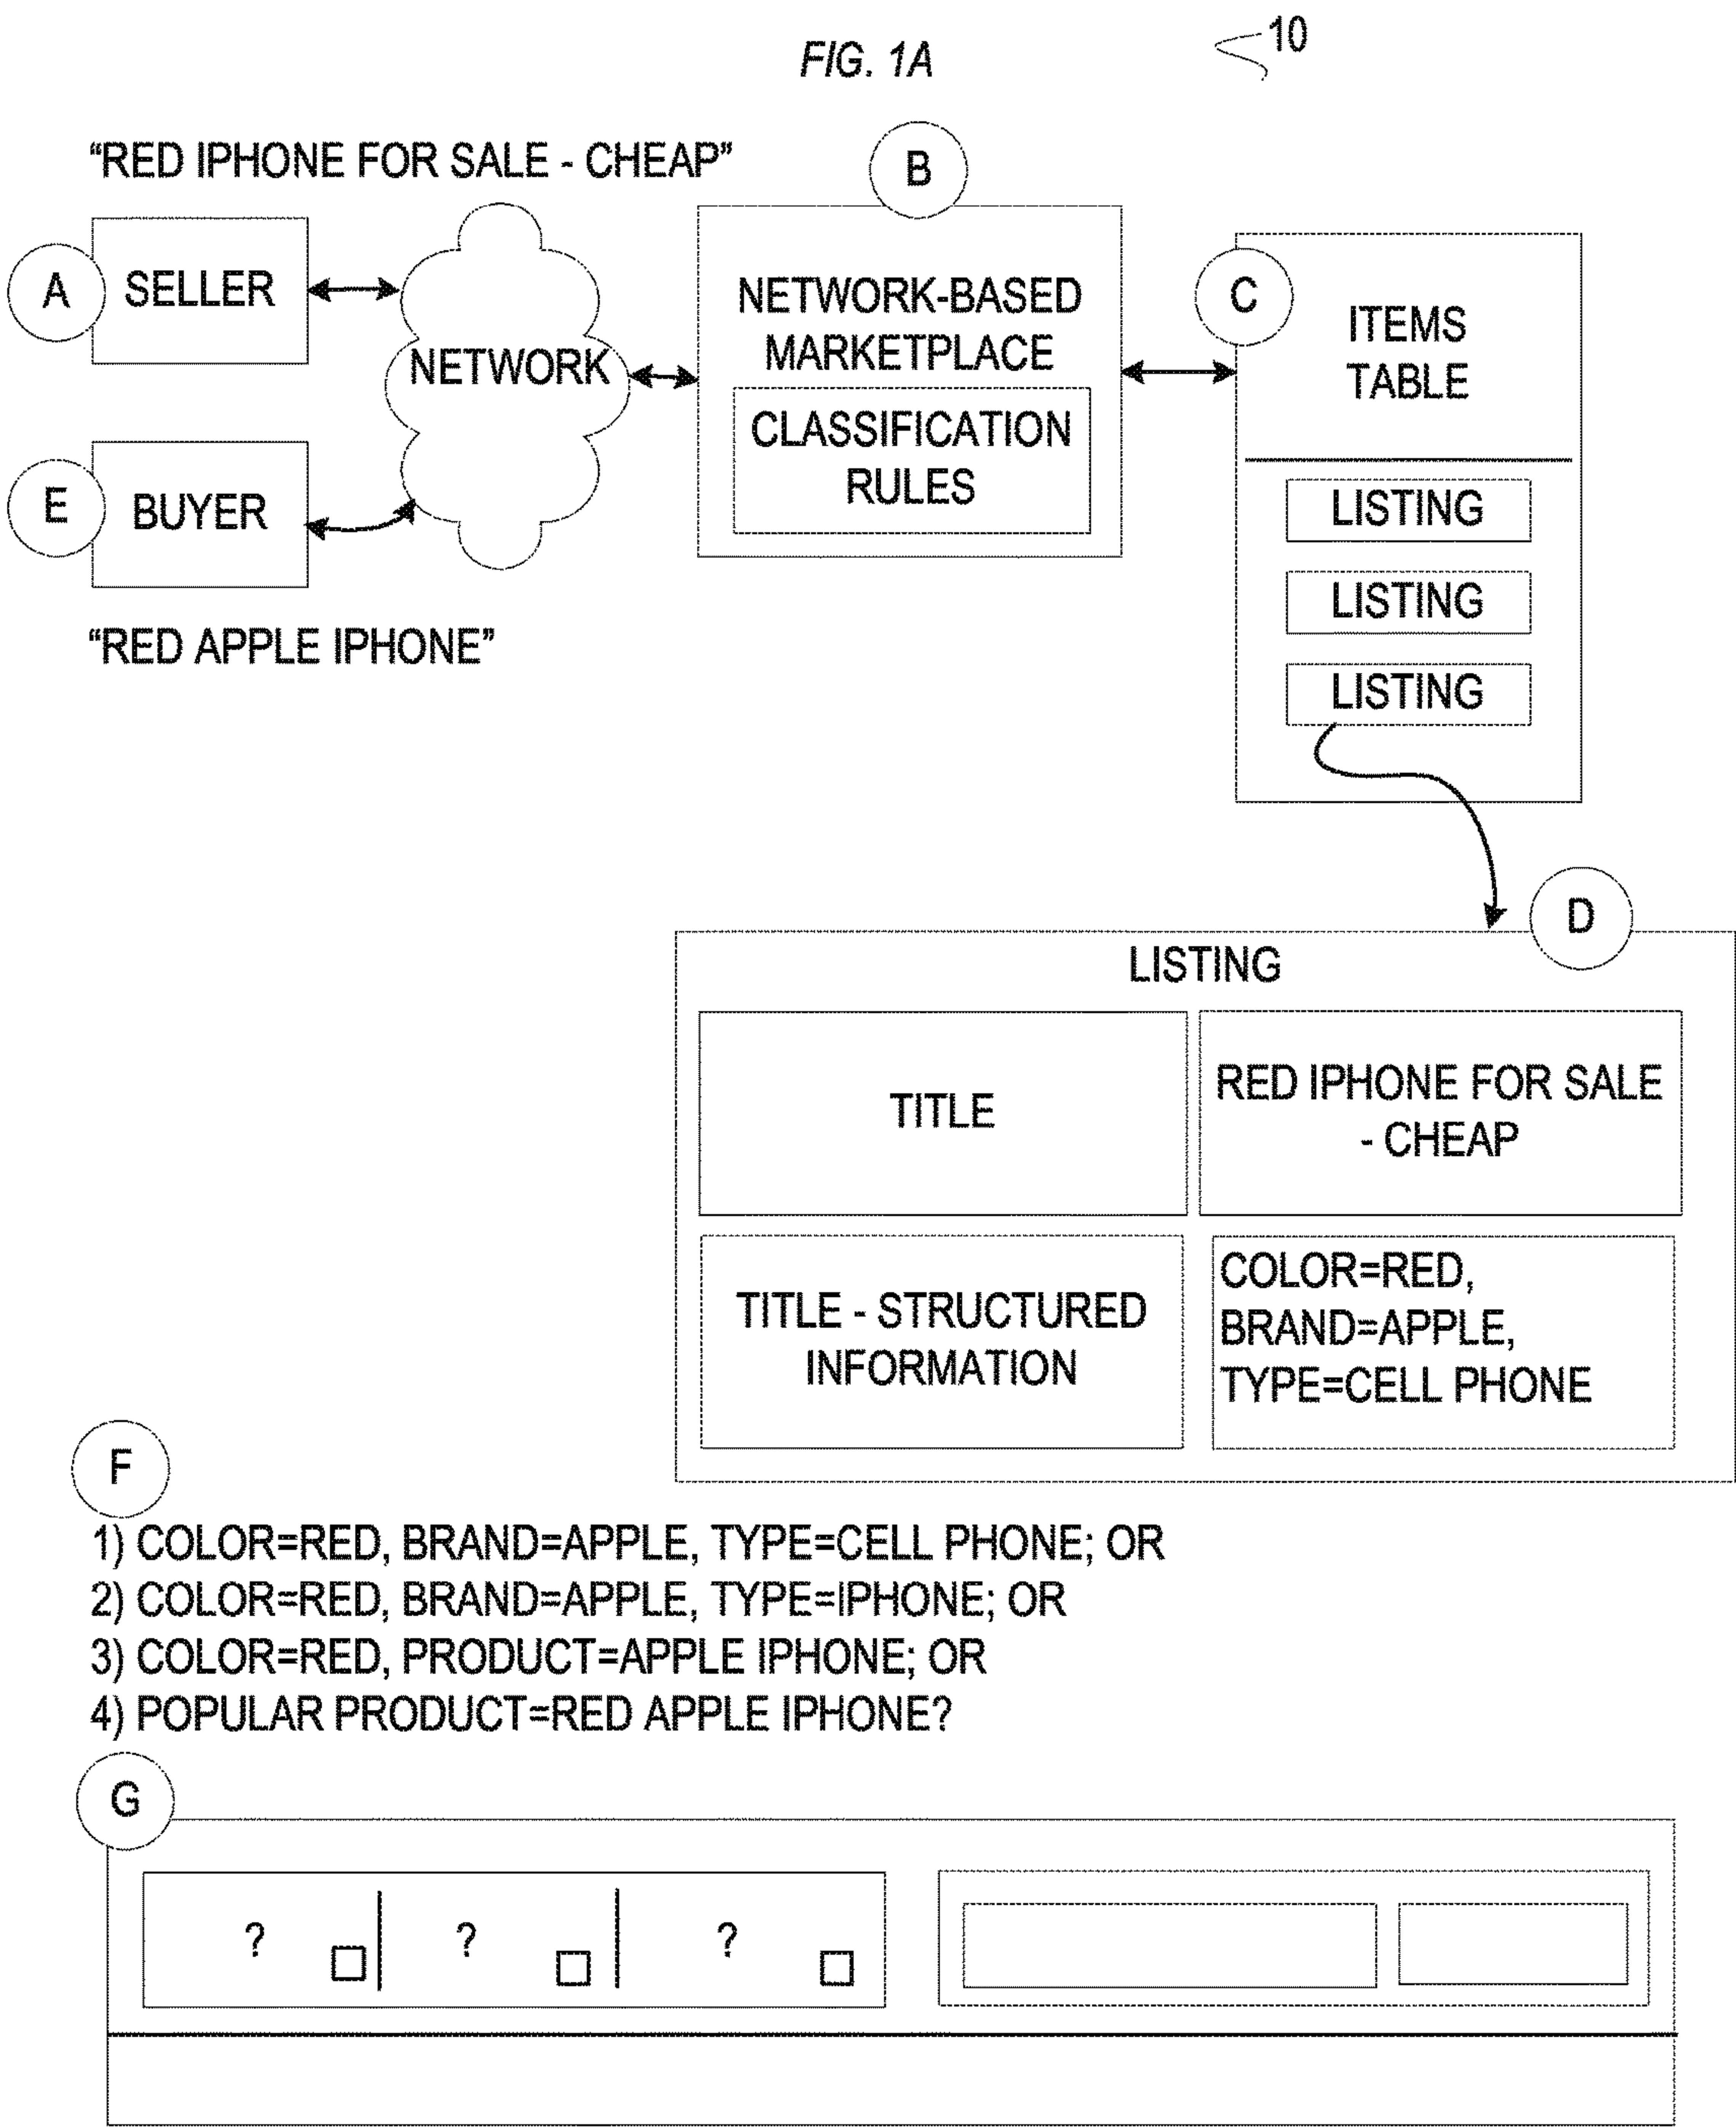 FIG. 1A
10
“RED IPHONE FOR SALE - CHEAP”
A
SELLER
NETWORK
B
NETWORK-BASED
MARKETPLACE
CLASSIFICATION
RULES
C
ITEMS
TABLE
LISTING
LISTING
LISTING
E
BUYER
“RED APPLE IPHONE”
D
LISTING
TITLE
RED IPHONE FOR SALE
- CHEAP
TITLE - STRUCTURED
INFORMATION
COLOR=RED,
BRAND=APPLE,
TYPE=CELL PHONE
F
1) COLOR=RED, BRAND=APPLE, TYPE=CELL PHONE; OR
2) COLOR=RED, BRAND=APPLE, TYPE=IPHONE; OR
3) COLOR=RED, PRODUCT=APPLE IPHONE; OR
4) POPULAR PRODUCT=RED APPLE IPHONE?
G
? ? ?